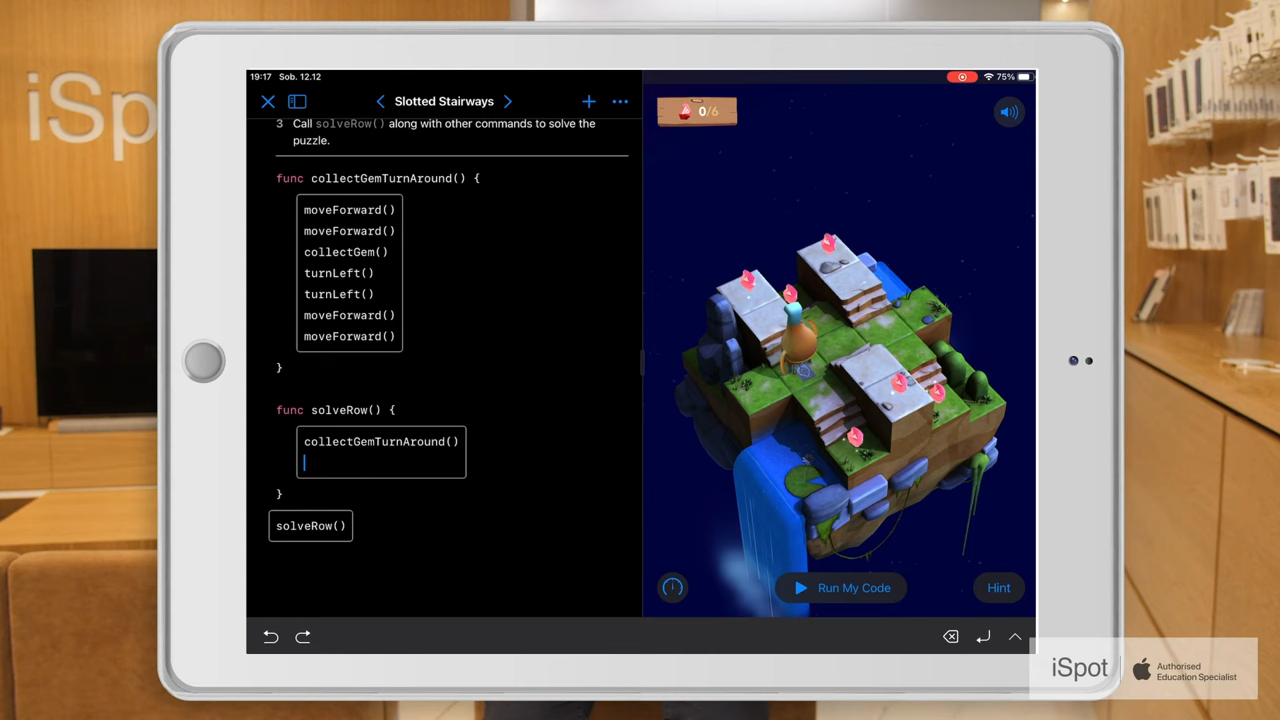 iSp
19:17 Sob. 12.12
75%
Slotted Stairways
3 Call solveRow() along with other commands to solve the
puzzle.
func collectGemTurnAround() {
moveForward()
moveForward()
collectGem()
turnLeft()
turnLeft()
moveForward()
moveForward()
}
func solveRow() {
collectGemTurnAround()
}
solveRow()
0/6
Run My Code
Hint
iSpot
Authorised
Education Specialist